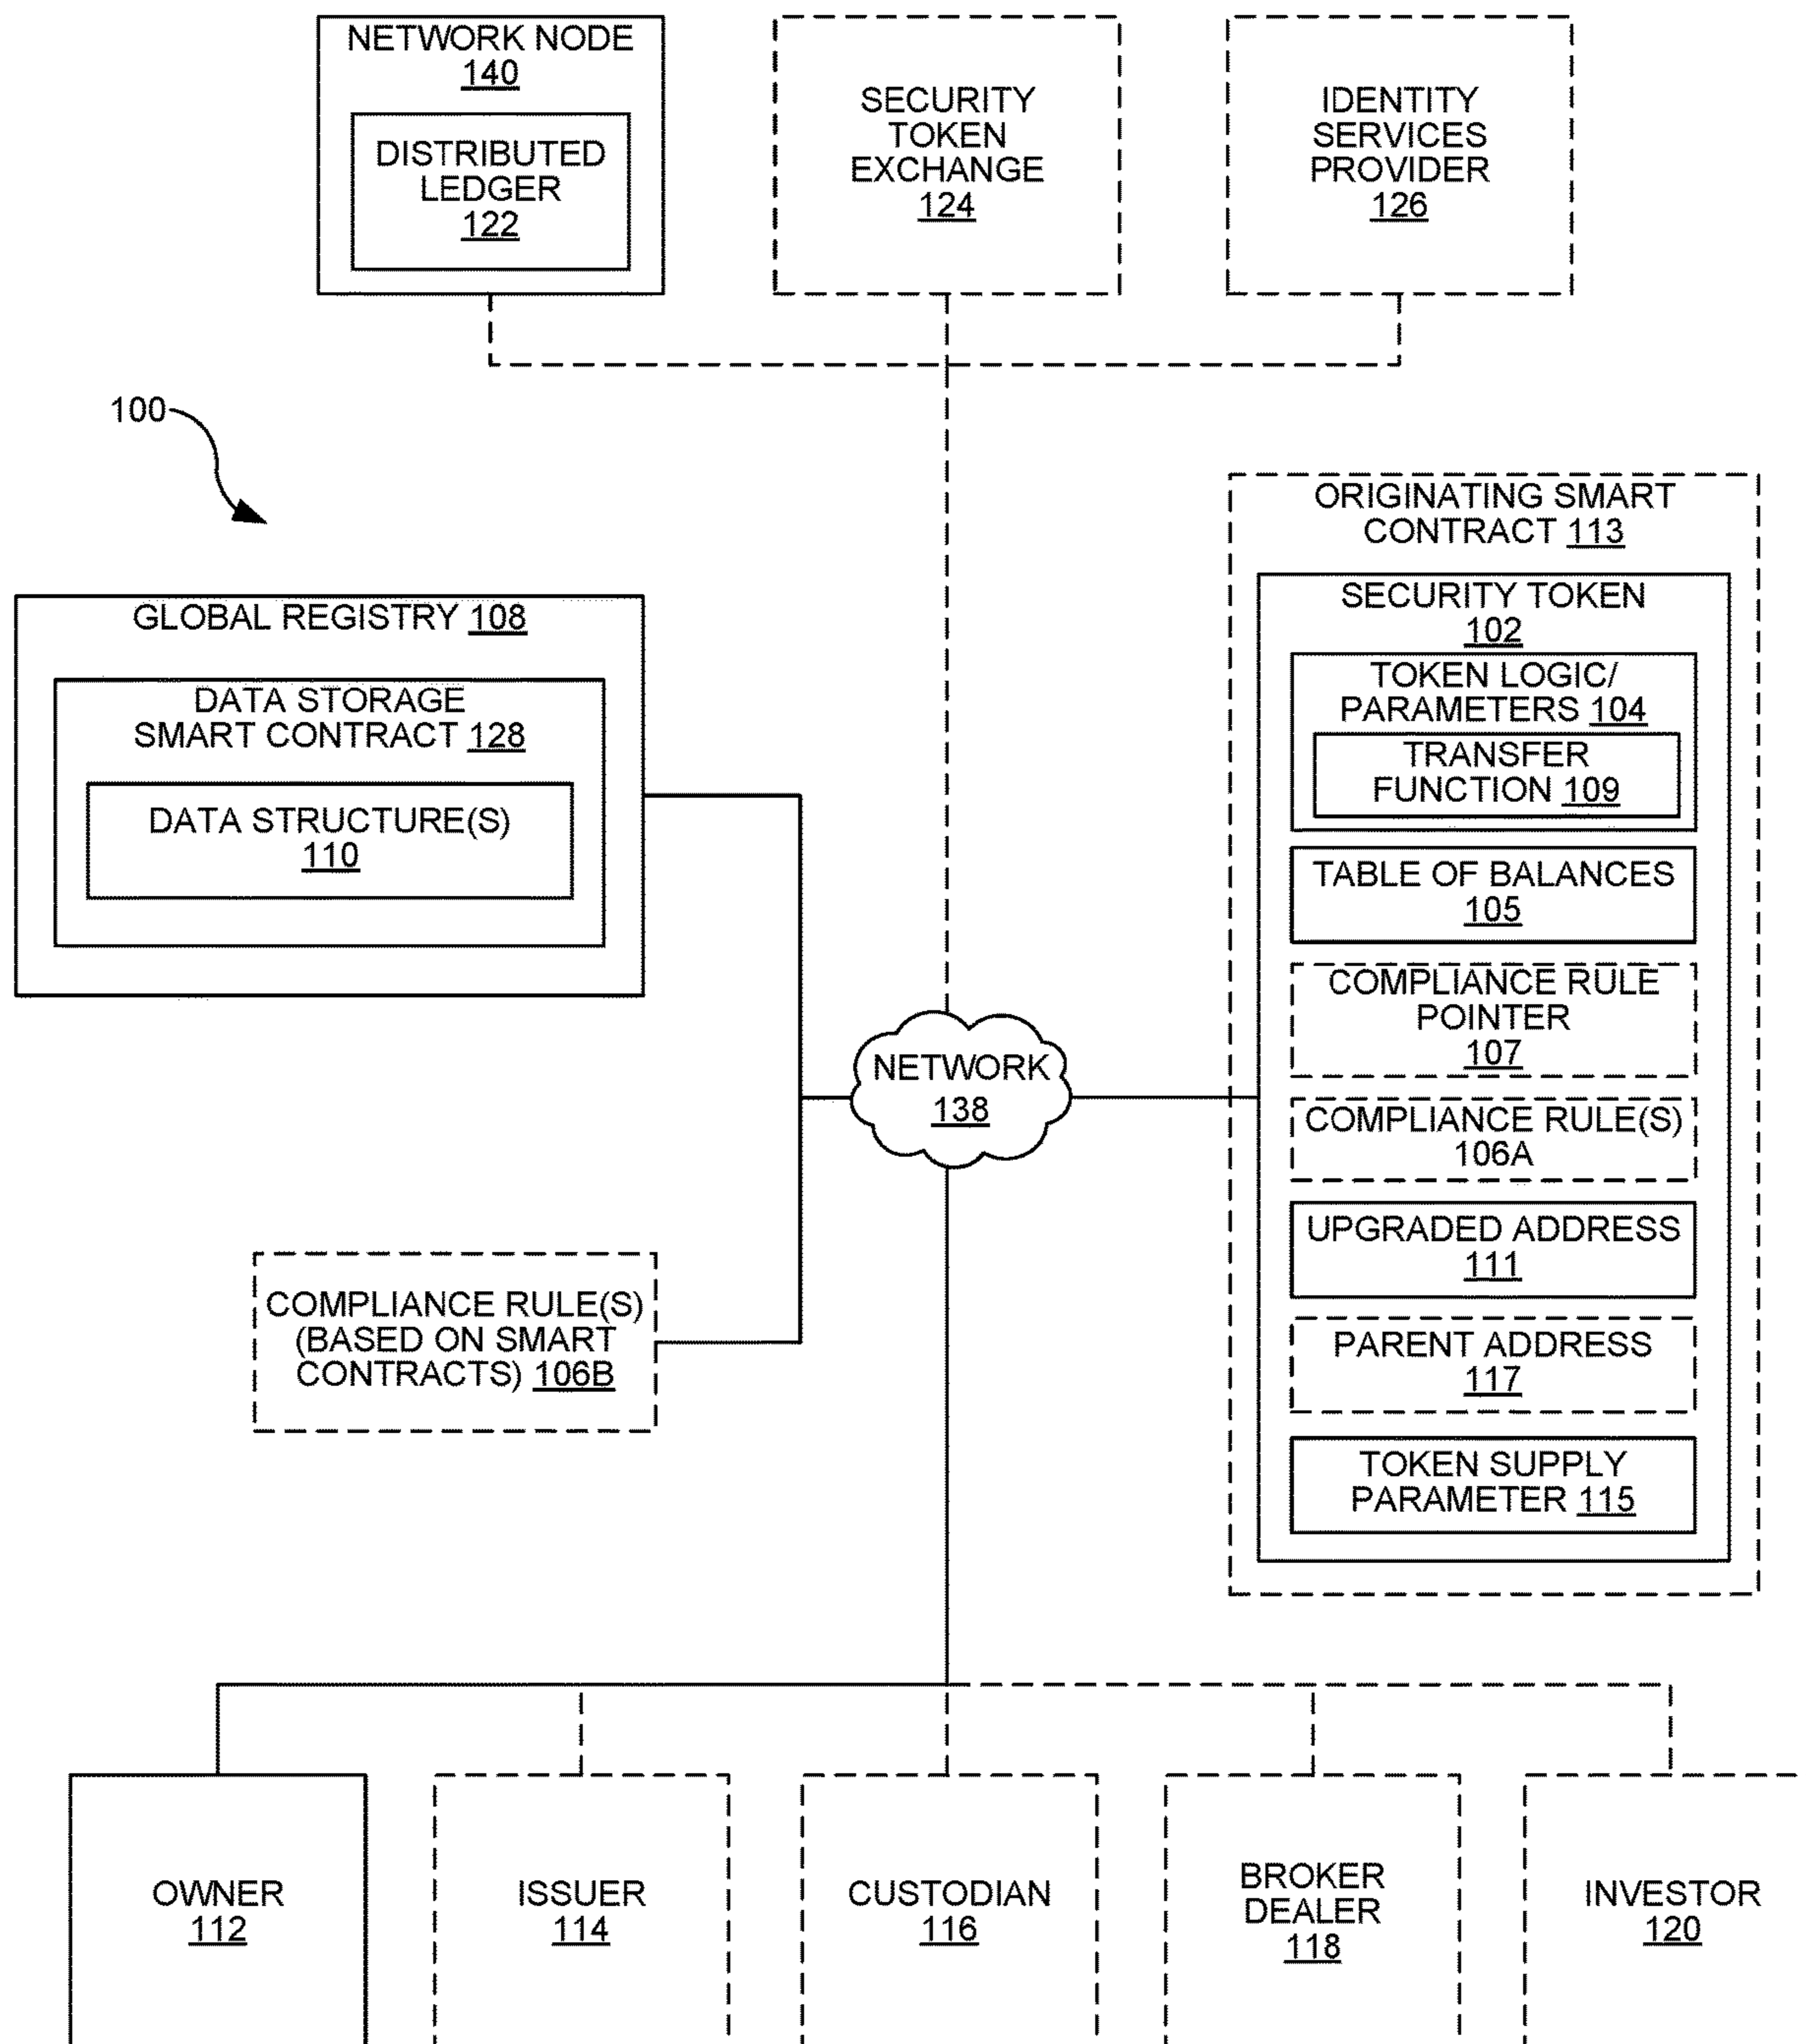 NETWORK NODE
140
DISTRIBUTED
LEDGER
122
SECURITY
TOKEN
EXCHANGE
124
IDENTITY
SERVICES
PROVIDER
126
100
GLOBAL REGISTRY 108
DATA STORAGE
SMART CONTRACT 128
DATA STRUCTURE(S)
110
ORIGINATING SMART
CONTRACT 113
SECURITY TOKEN
102
TOKEN LOGIC/
PARAMETERS 104
TRANSFER
FUNCTION 109
TABLE OF BALANCES
105
COMPLIANCE RULE
POINTER
107
COMPLIANCE RULE(S)
106A
UPGRADED ADDRESS
111
PARENT ADDRESS
117
TOKEN SUPPLY
PARAMETER 115
NETWORK
138
COMPLIANCE RULE(S)
(BASED ON SMART
CONTRACTS) 106B
OWNER
112
ISSUER
114
CUSTODIAN
116
BROKER
DEALER
118
INVESTOR
120